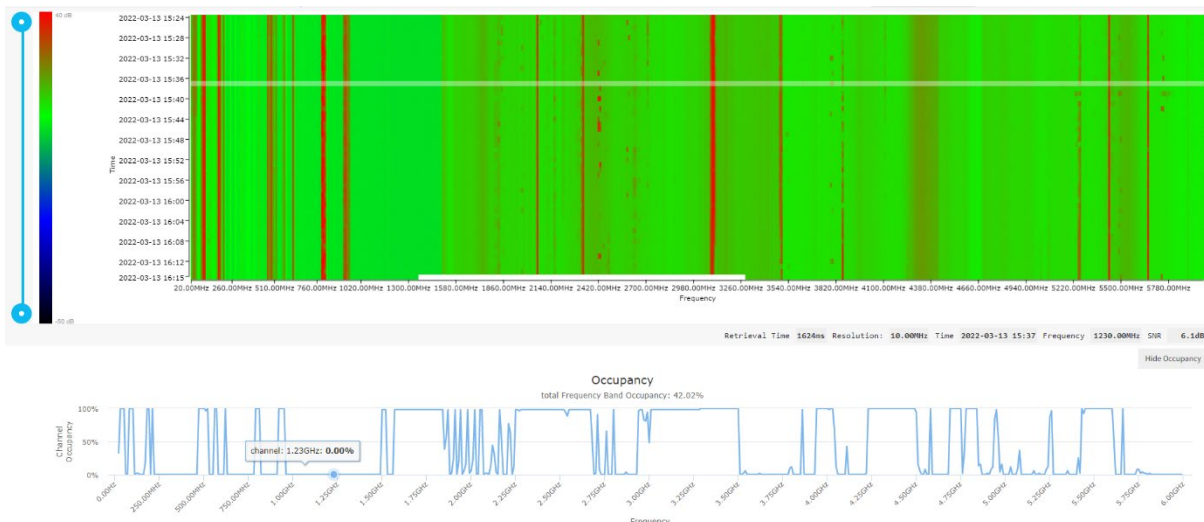 40 dB
2022-03-13 15:24
2022-03-13 15:28
2022-03-13 15:32
2022-03-13 15:36
2022-03-13 15:40
2022-03-13 15:44
2022-03-13 15:48
2022-03-13 15:52
2022-03-13 15:56
2022-03-13 16:00
2022-03-13 16:04
2022-03-13 16:08
2022-03-13 16:12
2022-03-13 16:15
Time
-50 dB
20.00MHz 260.00MHz 510.00MHz 760.00MHz 1020.00MHz 1300.00MHz 1580.00MHz 1860.00MHz 2140.00MHz 2420.00MHz 2700.00MHz 2980.00MHz 3260.00MHz 3540.00MHz 3820.00MHz 4100.00MHz 4380.00MHz 4660.00MHz 4940.00MHz 5220.00MHz 5500.00MHz 5780.00MHz
Frequency
Retrieval Time 1624ms Resolution: 10.00MHz Time 2022-03-13 15:37 Frequency 1230.00MHz SNR 6.1dB
Hide Occupancy
Occupancy
total Frequency Band Occupancy: 42.02%
Channel
Occupancy
100%
50%
0%
channel: 1.23GHz: 0.00%
0.00Hz 250.00MHz 500.00MHz 750.00MHz 1.00GHz 1.25GHz 1.50GHz 1.75GHz 2.00GHz 2.25GHz 2.50GHz 2.75GHz 3.00GHz 3.25GHz 3.50GHz 3.75GHz 4.00GHz 4.25GHz 4.50GHz 4.75GHz 5.00GHz 5.25GHz 5.50GHz 5.75GHz 6.00GHz
Frequency